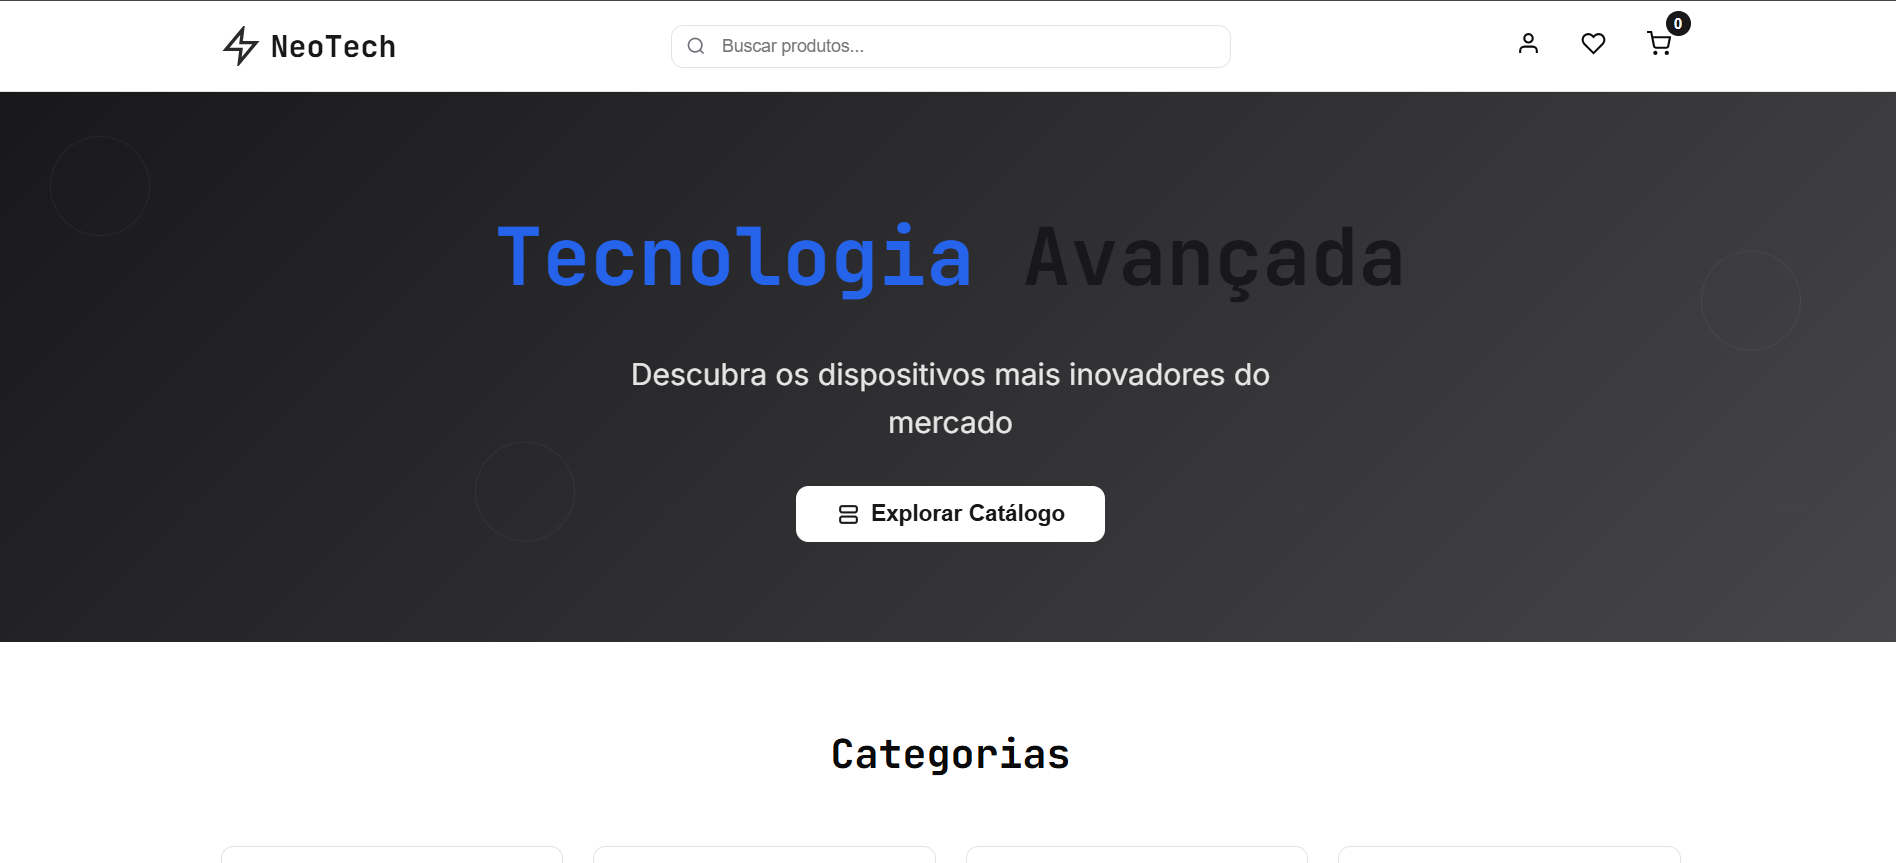 NeoTech
Buscar produtos...
0
Tecnologia Avançada
Descubra os dispositivos mais inovadores do
mercado
Explorar Catálogo
Categorias